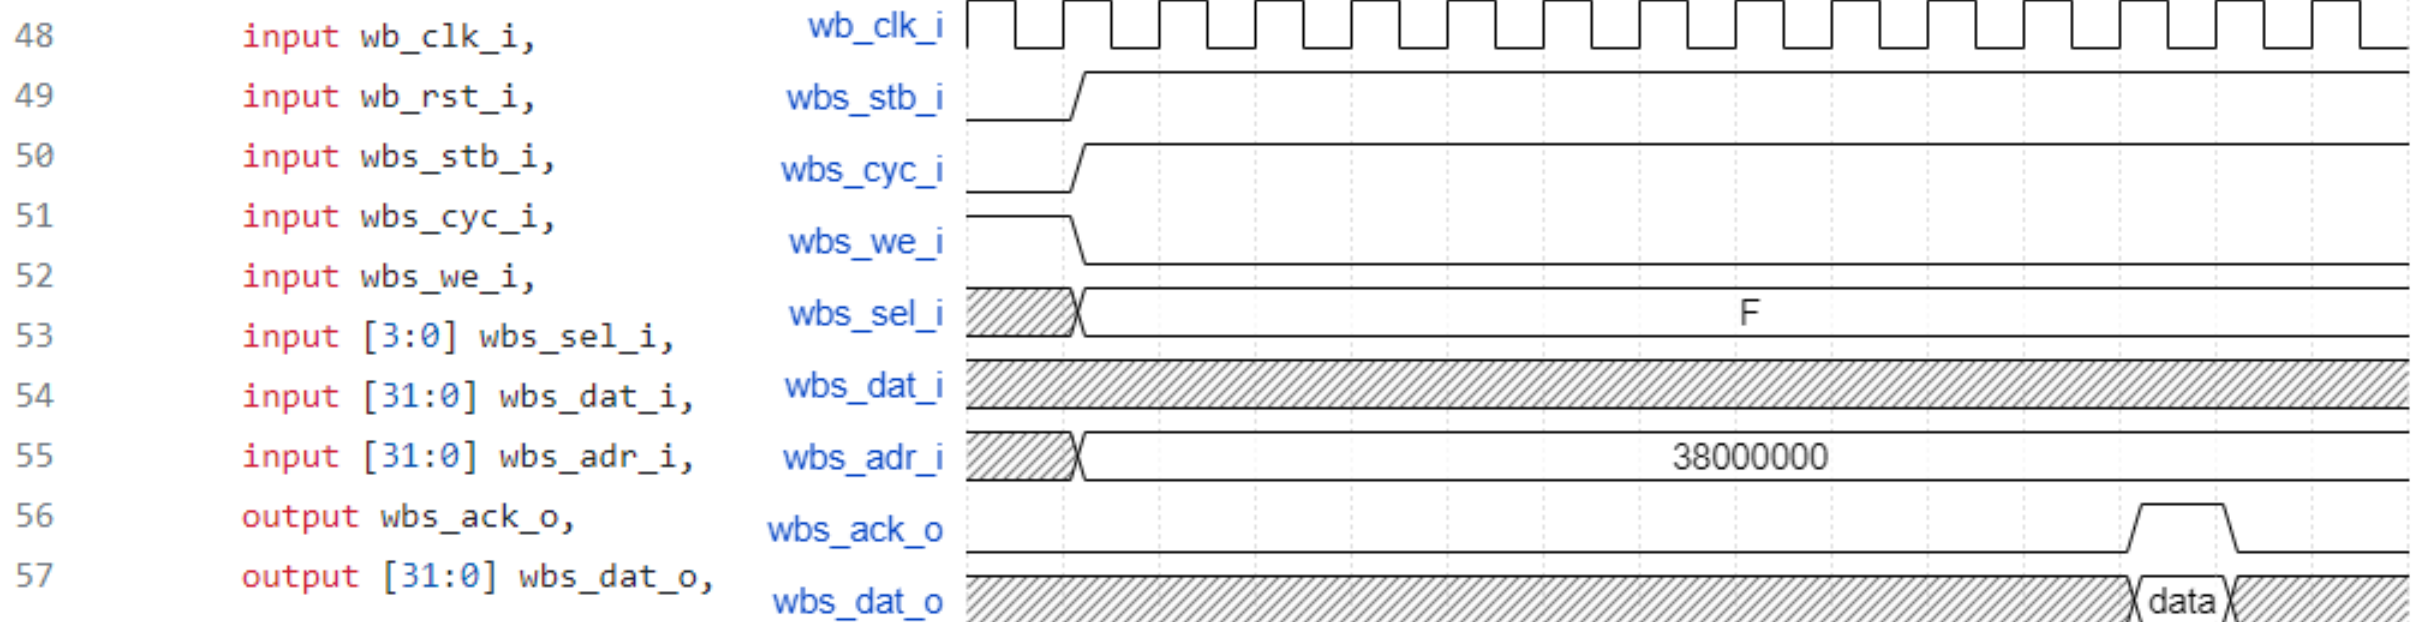 48 input wb_clk_i,
49 input wb_rst_i,
50 input wbs_stb_i,
51 input wbs_cyc_i,
52 input wbs_we_i,
53 input [3:0] wbs_sel_i,
54 input [31:0] wbs_dat_i,
55 input [31:0] wbs_adr_i,
56 output wbs_ack_o,
57 output [31:0] wbs_dat_o,
wb_clk_i
wbs_stb_i
wbs_cyc_i
wbs_we_i
wbs_sel_i F
wbs_dat_i
wbs_adr_i 38000000
wbs_ack_o
wbs_dat_o data